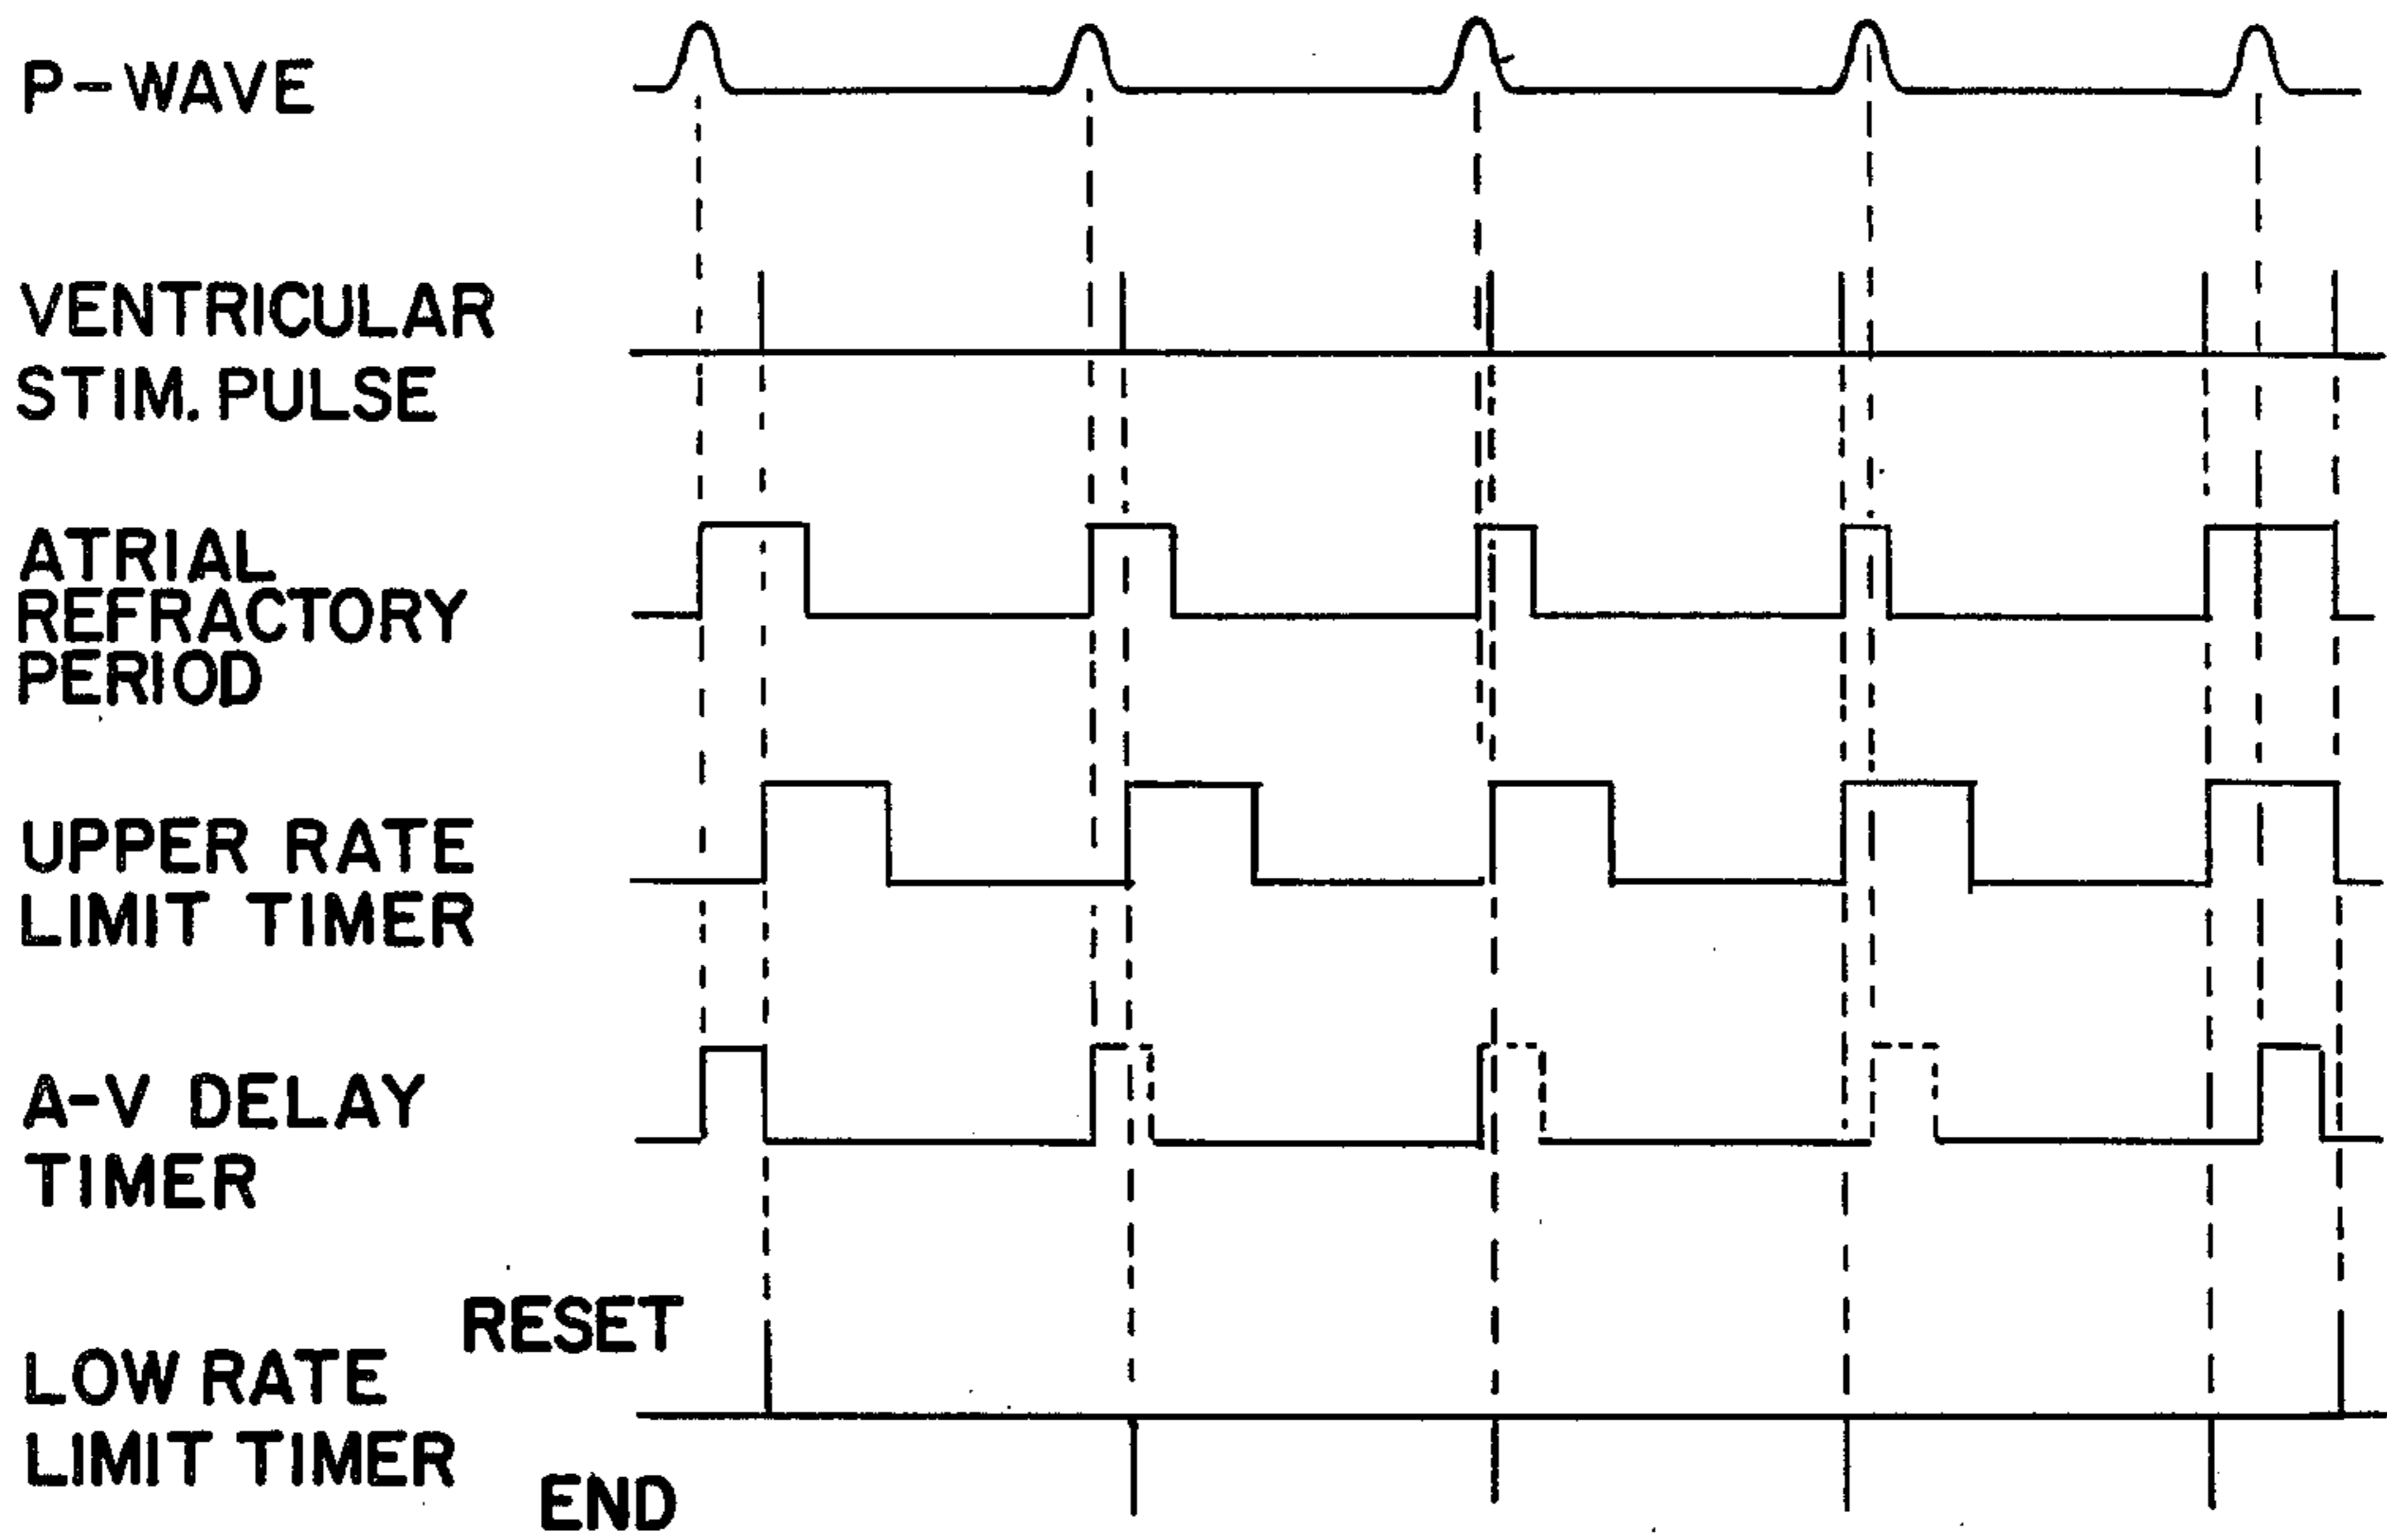 P-WAVE
VENTRICULAR
STIM. PULSE
ATRIAL
REFRACTORY
PERIOD
UPPER RATE
LIMIT TIMER
A-V DELAY
TIMER
RESET
LOW RATE
LIMIT TIMER
END